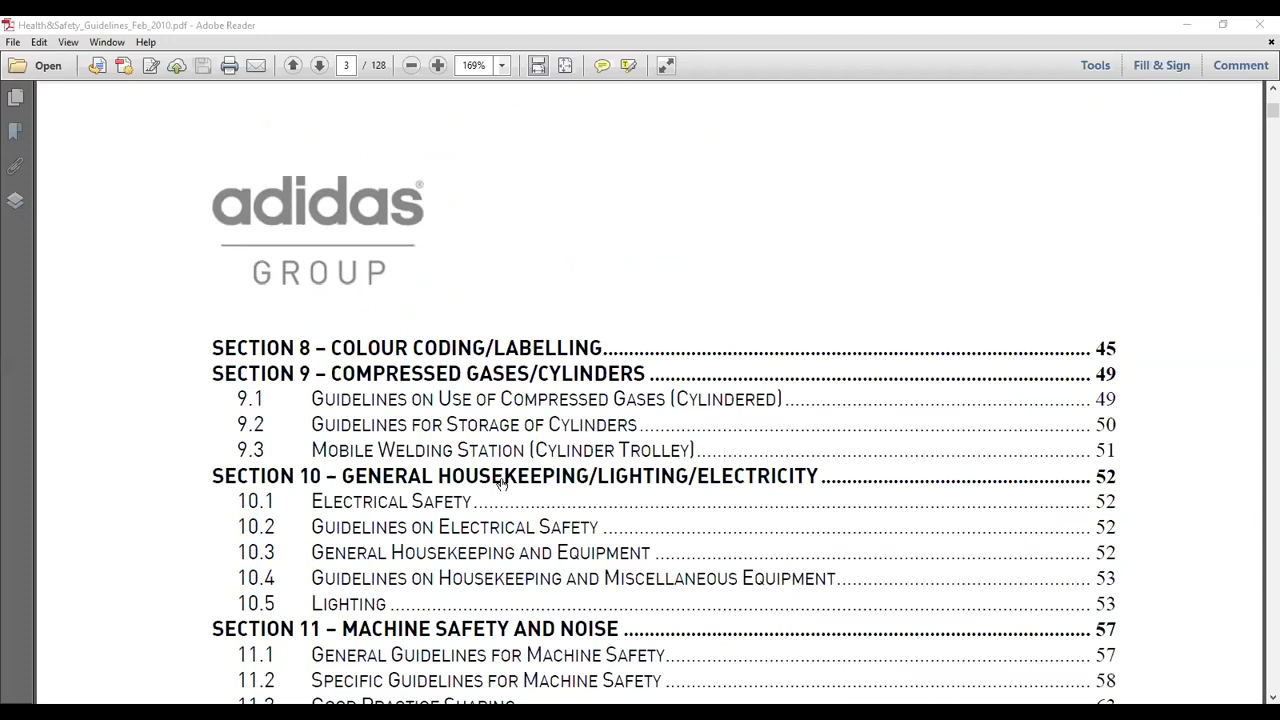 Health&Safety_Guidelines_Feb_2010.pdf - Adobe Reader
File Edit View Window Help
Open 3 / 128 169% Tools Fill & Sign Comment
adidas®
GROUP
SECTION 8 – COLOUR CODING/LABELLING 45
SECTION 9 – COMPRESSED GASES/CYLINDERS 49
9.1 GUIDELINES ON USE OF COMPRESSED GASES (CYLINDERED) 49
9.2 GUIDELINES FOR STORAGE OF CYLINDERS 50
9.3 MOBILE WELDING STATION (CYLINDER TROLLEY) 51
SECTION 10 – GENERAL HOUSEKEEPING/LIGHTING/ELECTRICITY 52
10.1 ELECTRICAL SAFETY 52
10.2 GUIDELINES ON ELECTRICAL SAFETY 52
10.3 GENERAL HOUSEKEEPING AND EQUIPMENT 52
10.4 GUIDELINES ON HOUSEKEEPING AND MISCELLANEOUS EQUIPMENT 53
10.5 LIGHTING 53
SECTION 11 – MACHINE SAFETY AND NOISE 57
11.1 GENERAL GUIDELINES FOR MACHINE SAFETY 57
11.2 SPECIFIC GUIDELINES FOR MACHINE SAFETY 58